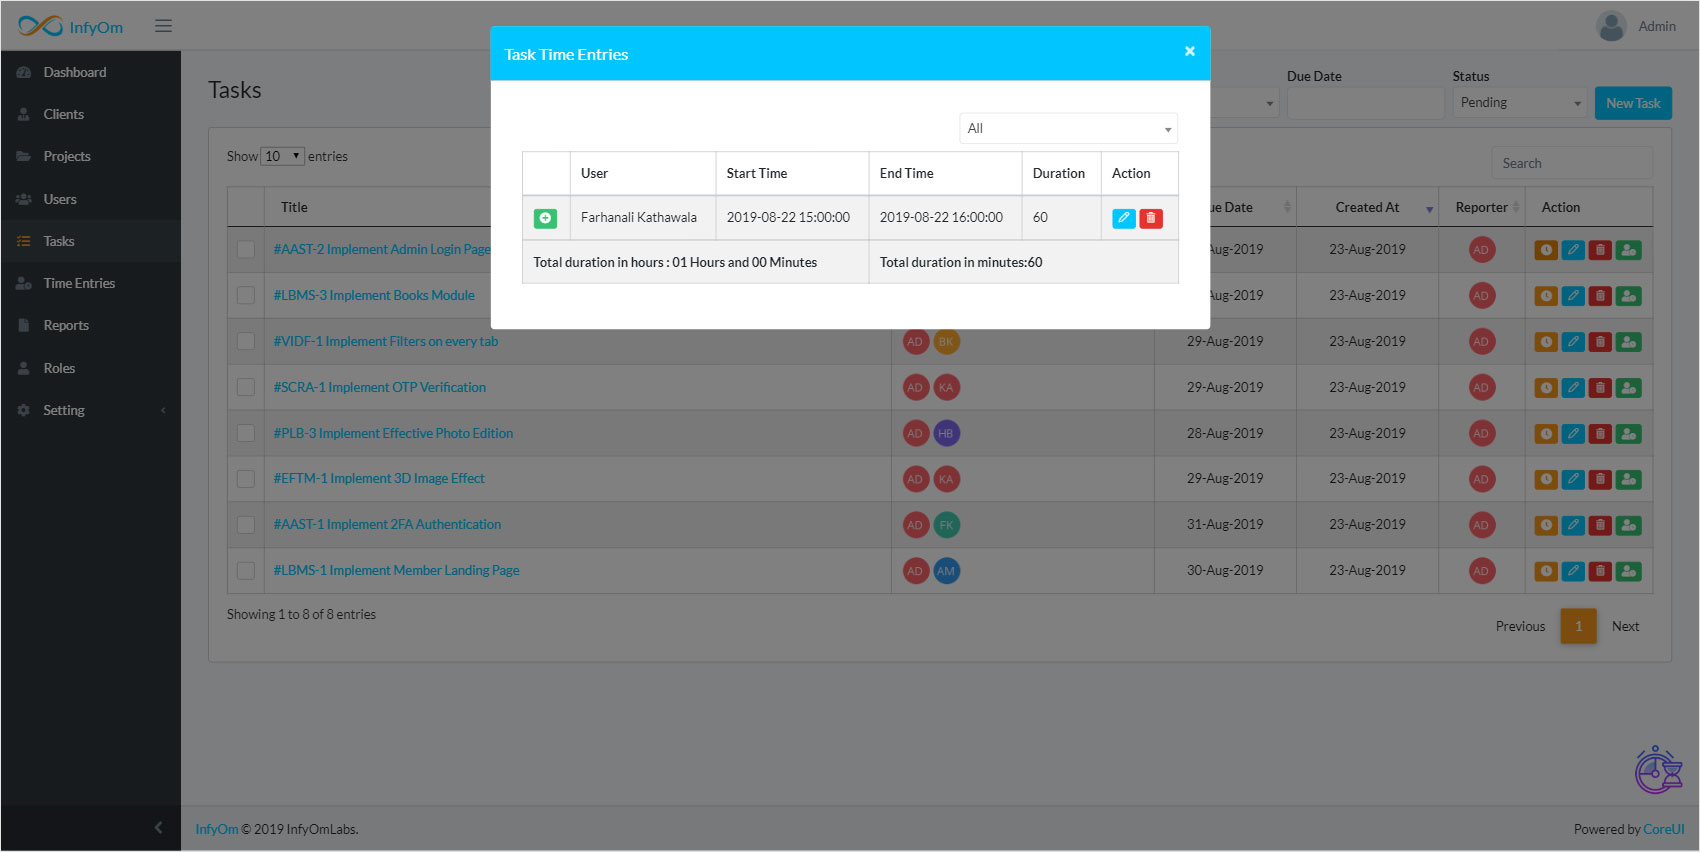 InfyOm
Admin
Task Time Entries
×
Dashboard
Clients
Projects
Users
Tasks
Time Entries
Reports
Roles
Setting
Tasks
Due Date
Status
Pending
New Task
All
Show 10 entries
Search
User Start Time End Time Duration Action
Farhanali Kathawala 2019-08-22 15:00:00 2019-08-22 16:00:00 60
Total duration in hours : 01 Hours and 00 Minutes Total duration in minutes:60
Title Date Created At Reporter Action
#AAST-2 Implement Admin Login Page Aug-2019 23-Aug-2019 AD
#LBMS-3 Implement Books Module Aug-2019 23-Aug-2019 AD
#VIDF-1 Implement Filters on every tab AD BK 29-Aug-2019 23-Aug-2019 AD
#SCRA-1 Implement OTP Verification AD KA 29-Aug-2019 23-Aug-2019 AD
#PLB-3 Implement Effective Photo Edition AD HB 28-Aug-2019 23-Aug-2019 AD
#EFTM-1 Implement 3D Image Effect AD KA 29-Aug-2019 23-Aug-2019 AD
#AAST-1 Implement 2FA Authentication AD FK 31-Aug-2019 23-Aug-2019 AD
#LBMS-1 Implement Member Landing Page AD AM 30-Aug-2019 23-Aug-2019 AD
Showing 1 to 8 of 8 entries
Previous 1 Next
InfyOm © 2019 InfyOmLabs.
Powered by CoreUI